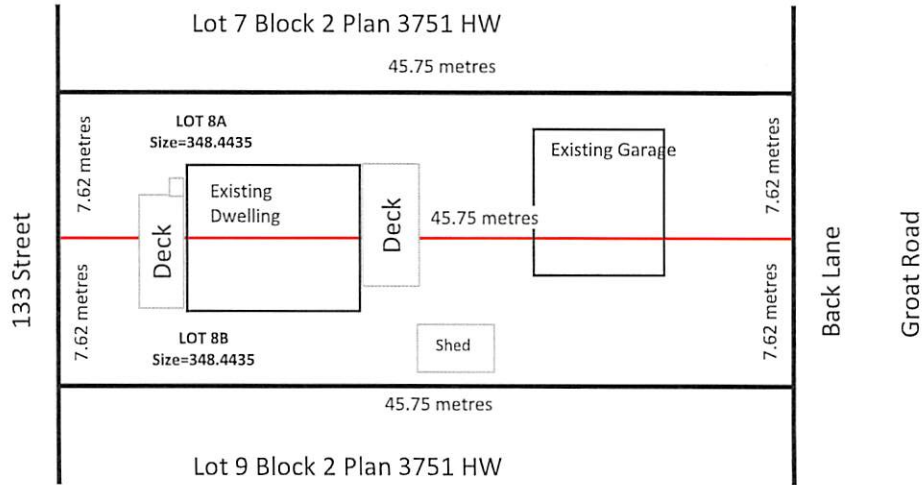 Lot 7 Block 2 Plan 3751 HW
45.75 metres
LOT 8A
Size=348.4435
7.62 metres
7.62 metres
Existing Garage
Existing
Dwelling
Deck
Deck
45.75 metres
133 Street
Back Lane
Groat Road
7.62 metres
7.62 metres
LOT 8B
Size=348.4435
Shed
45.75 metres
Lot 9 Block 2 Plan 3751 HW